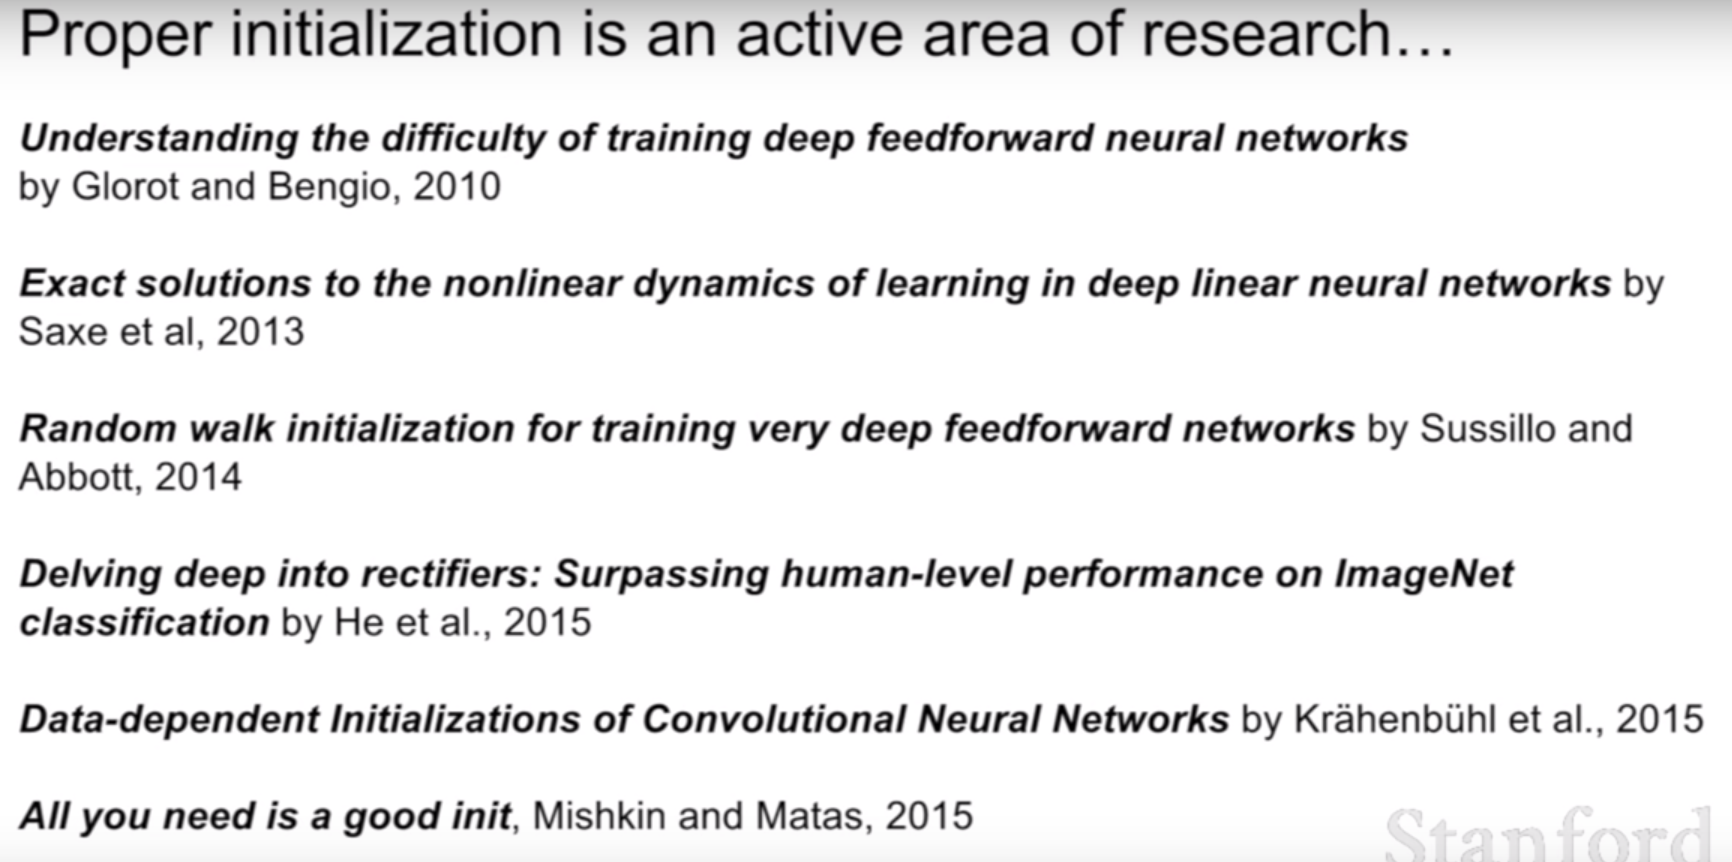 Proper initialization is an active area of research…
Understanding the difficulty of training deep feedforward neural networks
by Glorot and Bengio, 2010
Exact solutions to the nonlinear dynamics of learning in deep linear neural networks by
Saxe et al, 2013
Random walk initialization for training very deep feedforward networks by Sussillo and
Abbott, 2014
Delving deep into rectifiers: Surpassing human-level performance on ImageNet
classification by He et al., 2015
Data-dependent Initializations of Convolutional Neural Networks by Krähenbühl et al., 2015
All you need is a good init, Mishkin and Matas, 2015
Stanford